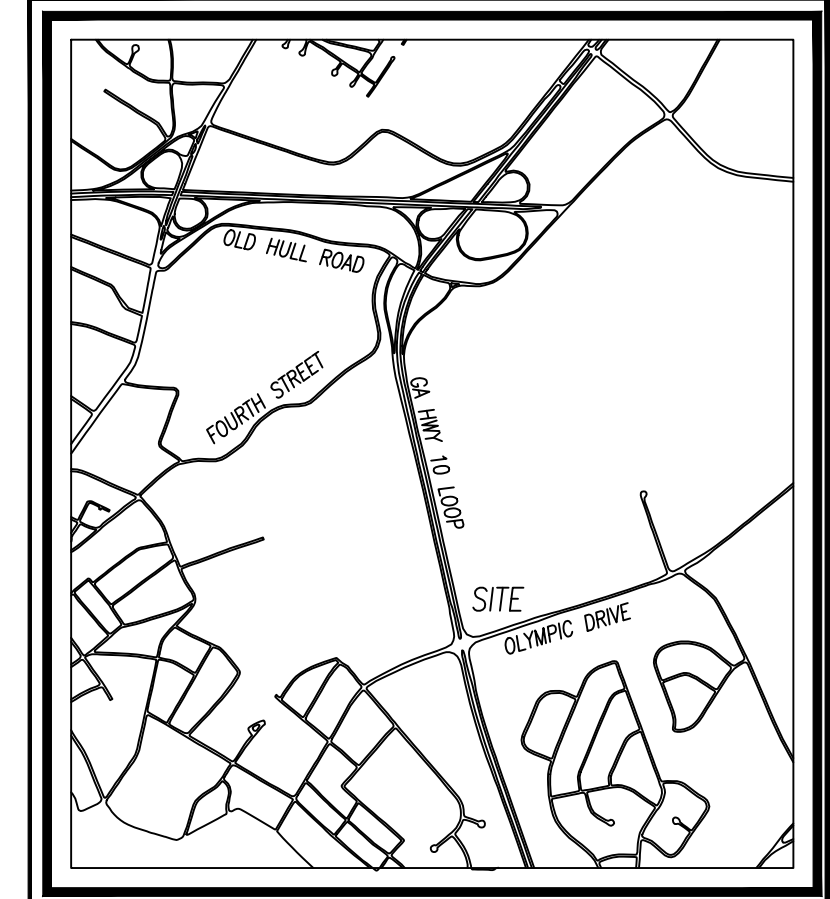 OLD HULL ROAD
FOURTH STREET
GA HWY 10 LOOP
SITE
OLYMPIC DRIVE